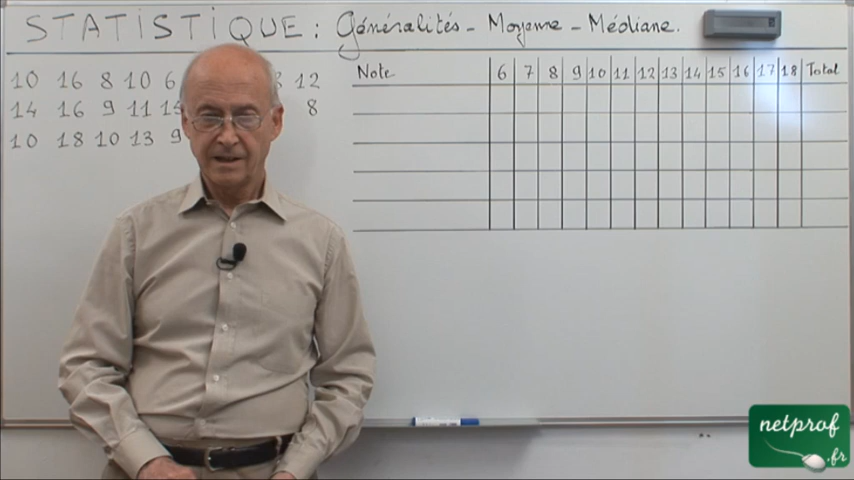 STATISTIQUE : Généralités - Moyenne - Médiane.
10 16 8 10 6 12
14 16 9 11 8
10 18 10 13 9
Note 6 7 8 9 10 11 12 13 14 15 16 17 18 Total
netprof
.fr